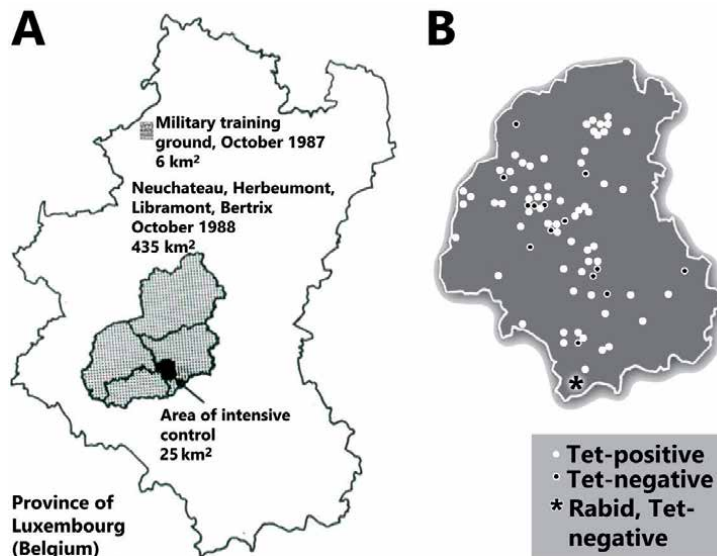 A
Military training
ground, October 1987
6 km²
Neuchateau, Herbeumont,
Libramont, Bertrix
October 1988
435 km²
Area of intensive
control
25 km²
Province of
Luxembourg
(Belgium)
B
Tet-positive
Tet-negative
* Rabid, Tet-
negative